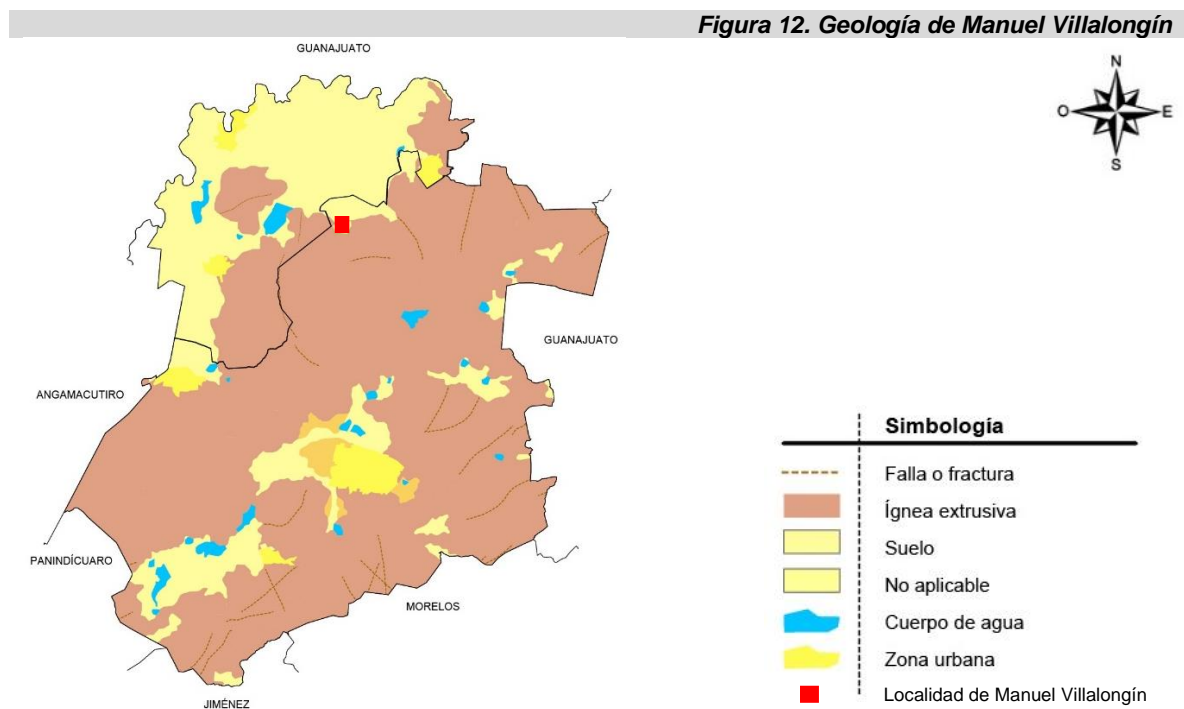 Figura 12. Geología de Manuel Villalongín
GUANAJUATO
N
O
E
S
GUANAJUATO
ANGAMACUTIRO
PANINDÍCUARO
MORELOS
JIMÉNEZ
Simbología
Falla o fractura
Ígnea extrusiva
Suelo
No aplicable
Cuerpo de agua
Zona urbana
Localidad de Manuel Villalongín